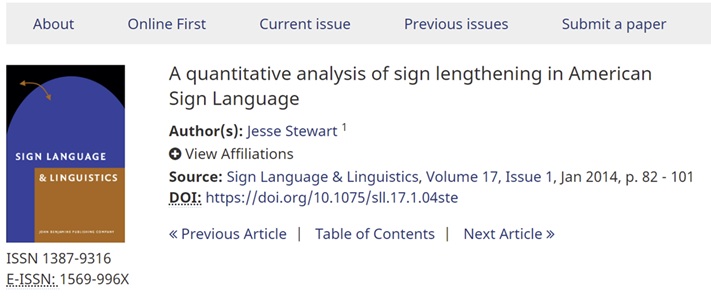 About Online First Current issue Previous issues Submit a paper
A quantitative analysis of sign lengthening in American
Sign Language
Author(s): Jesse Stewart 1
View Affiliations
Source: Sign Language & Linguistics, Volume 17, Issue 1, Jan 2014, p. 82 - 101
DOI: https://doi.org/10.1075/sll.17.1.04ste
« Previous Article | Table of Contents | Next Article »
SIGN LANGUAGE
& LINGUISTICS
JOHN BENJAMINS PUBLISHING COMPANY
ISSN 1387-9316
E-ISSN: 1569-996X